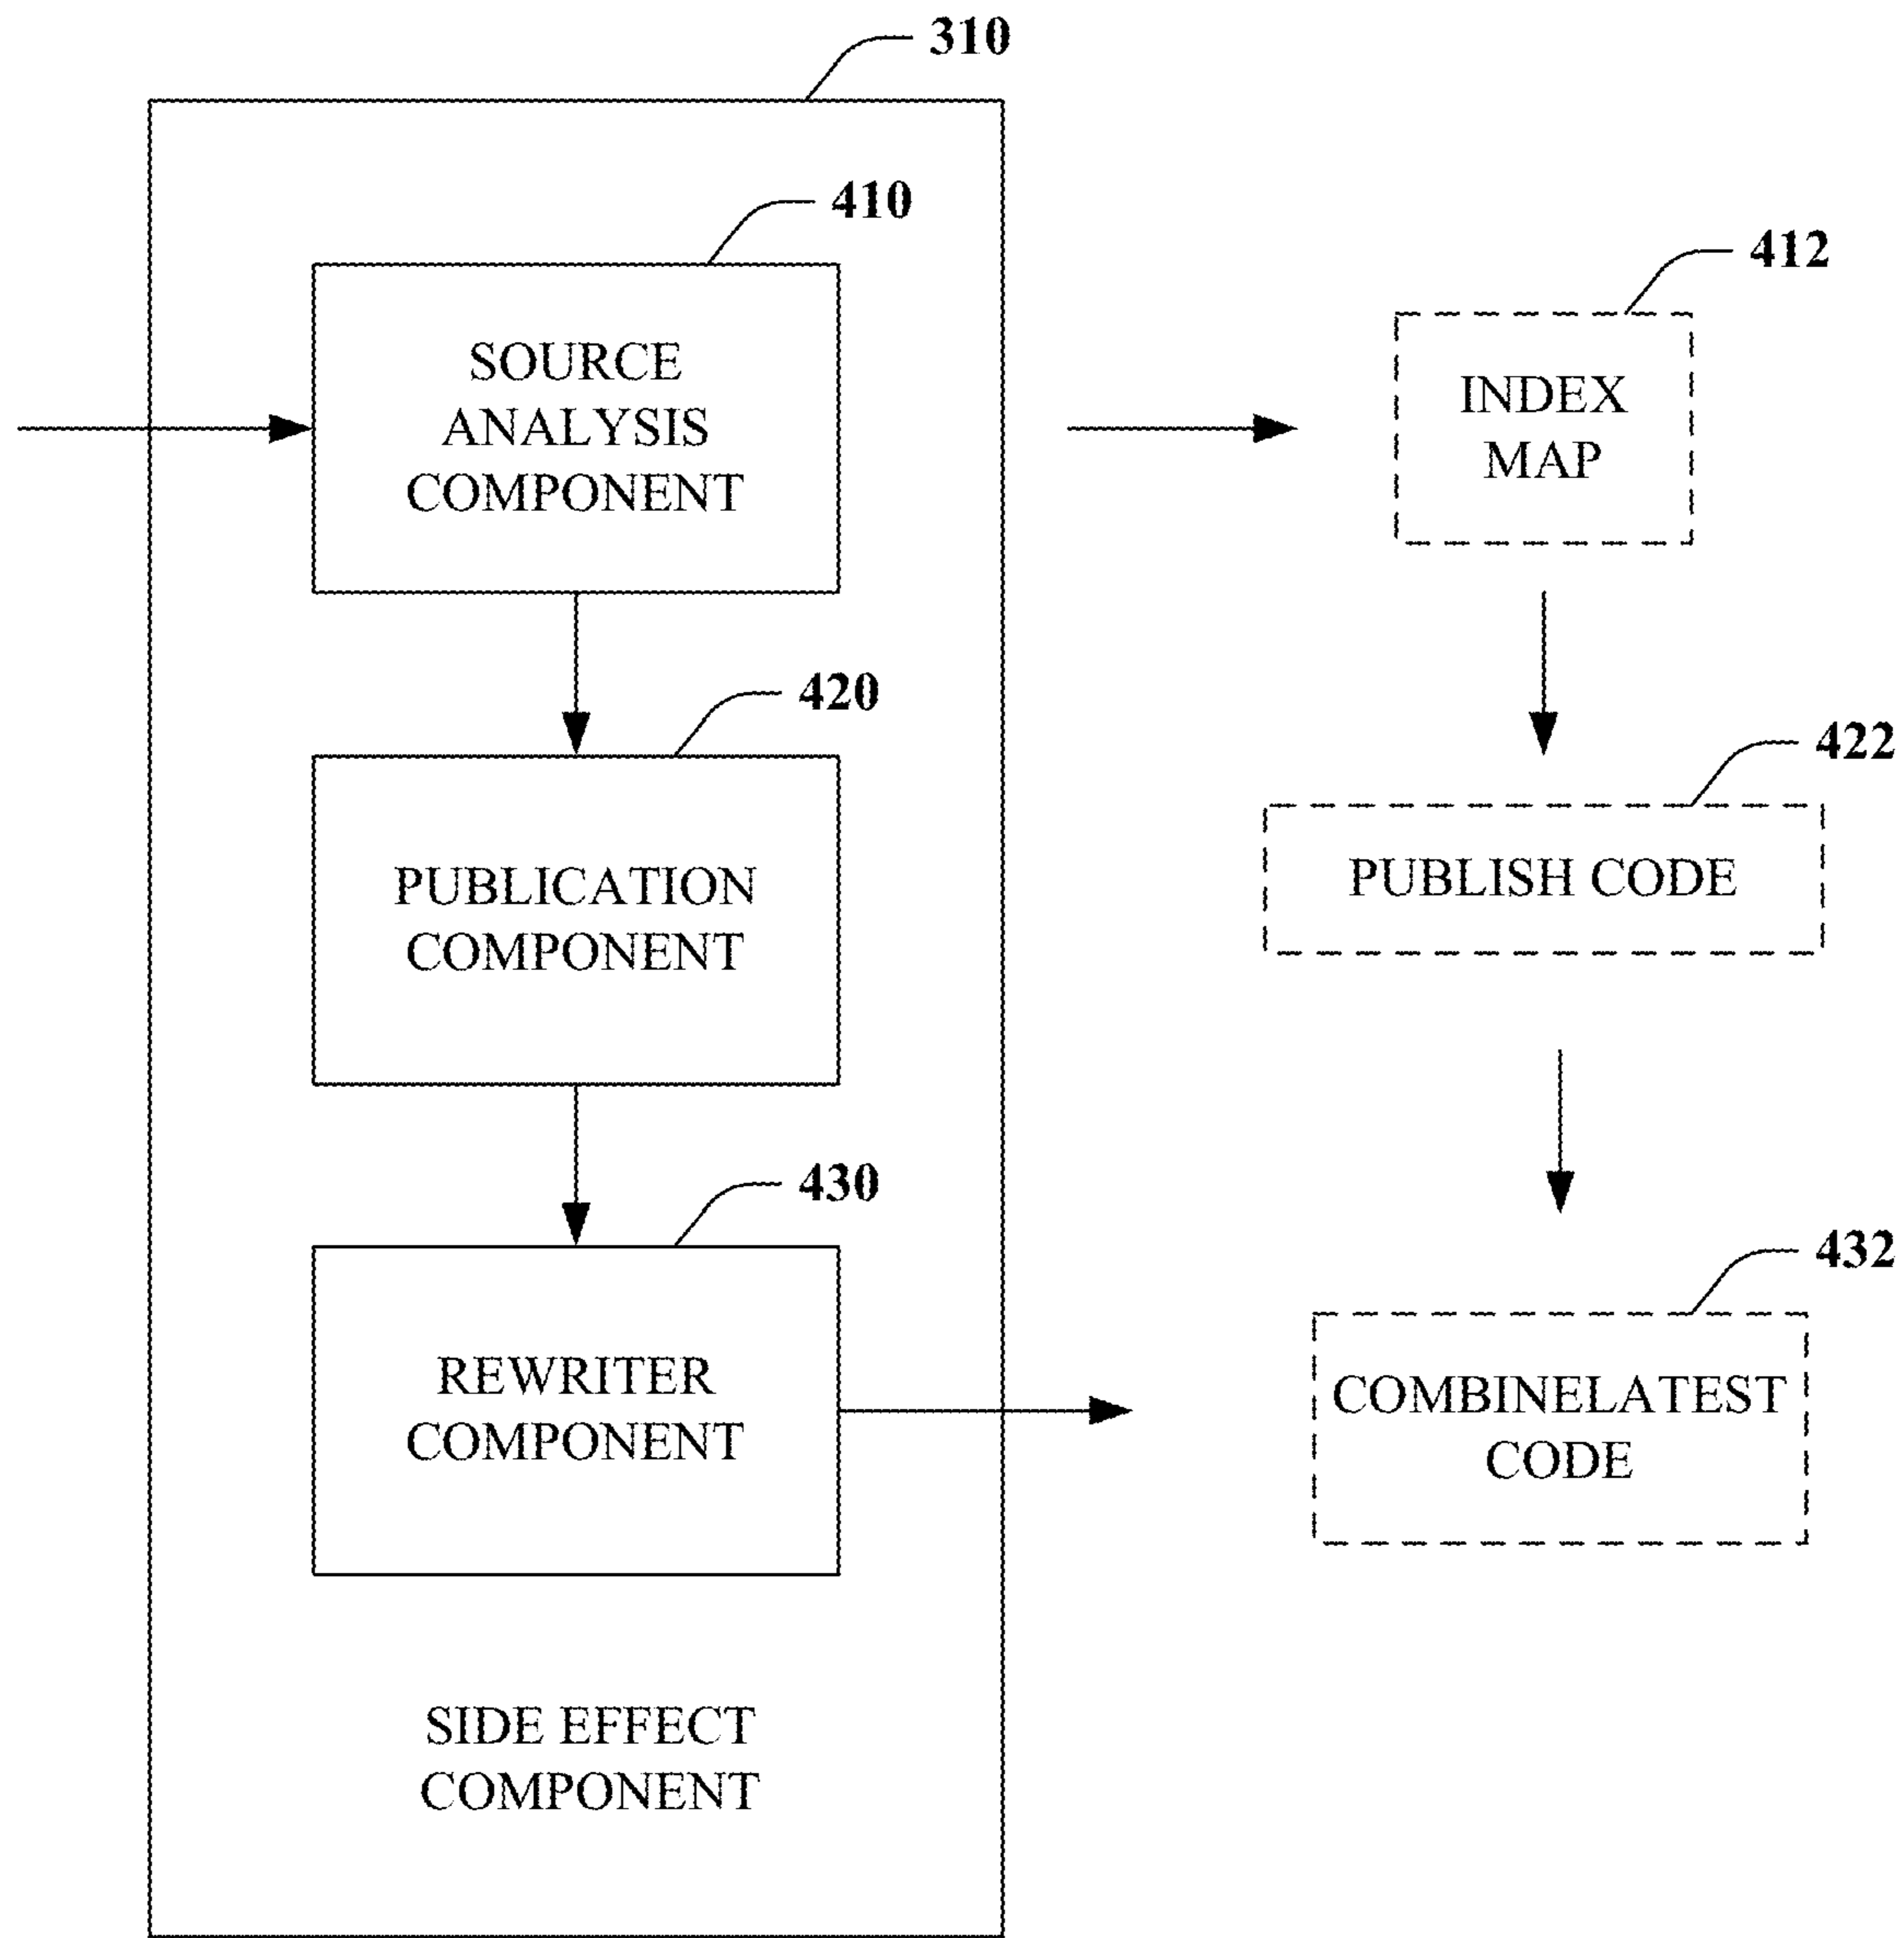 310
410
SOURCE
ANALYSIS
COMPONENT
412
INDEX
MAP
420
PUBLICATION
COMPONENT
422
PUBLISH CODE
430
REWRITER
COMPONENT
432
COMBINELATEST
CODE
SIDE EFFECT
COMPONENT